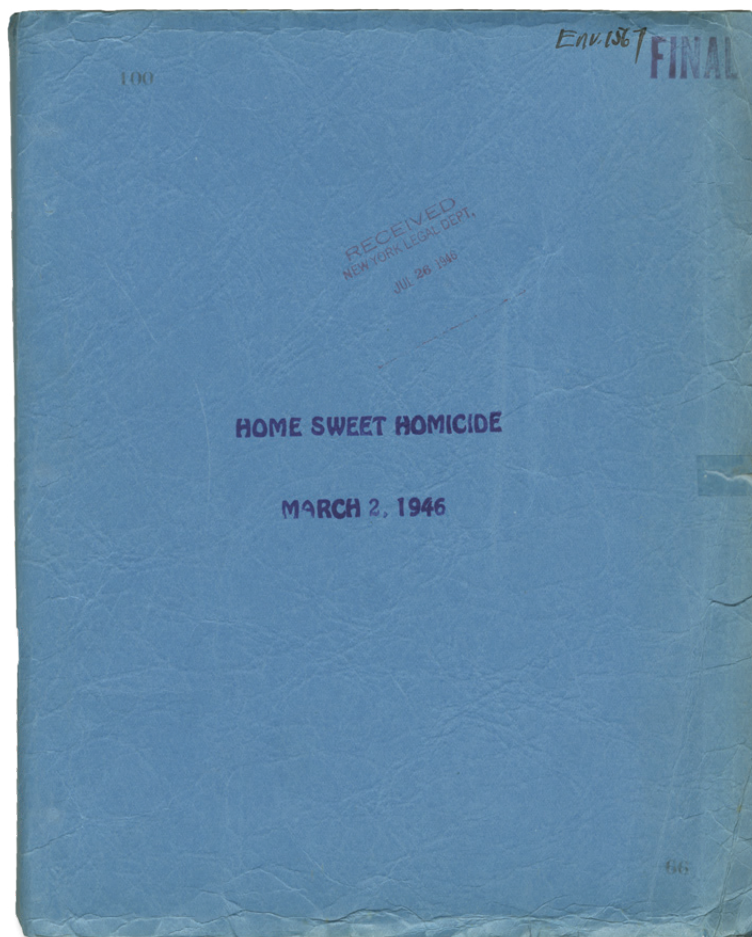 Env. 1567
FINAL
100
RECEIVED
NEW YORK LEGAL DEPT.
JUL 26 1946
HOME SWEET HOMICIDE
MARCH 2, 1946
66